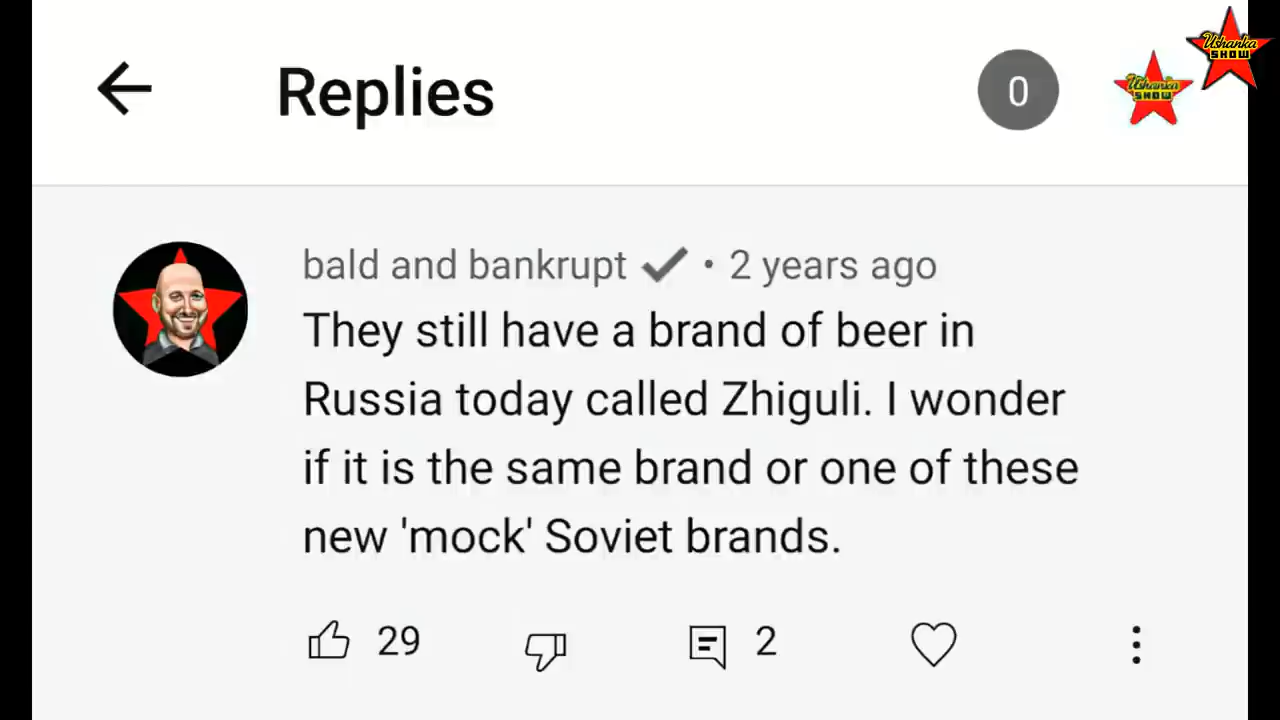 Replies
0
Ushanka
SHOW
Ushanka
SHOW
bald and bankrupt ✔ • 2 years ago
They still have a brand of beer in
Russia today called Zhiguli. I wonder
if it is the same brand or one of these
new 'mock' Soviet brands.
29
2